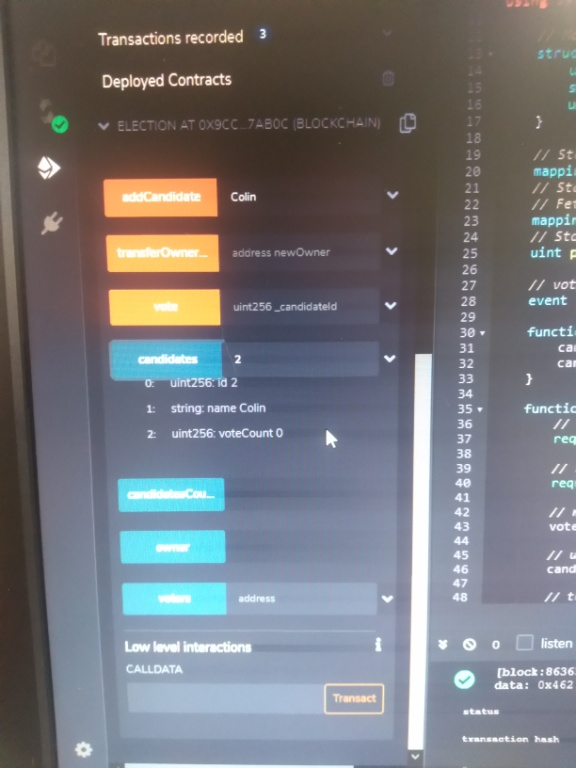 Transactions recorded 3
Deployed Contracts
ELECTION AT 0X9CC...7AB0C (BLOCKCHAIN)
addCandidate Colin
transferOwner... address newOwner
vote uint256 _candidateId
candidates 2
0: uint256: id 2
1: string: name Colin
2: uint256: voteCount 0
candidatesCou...
owner
voters address
Low level interactions i
CALLDATA
Transact
using
13 struc
14 u
15 s
16 u
17 }
18
19 // Sto
20 mappin
21 // Sto
22 // Fet
23 mappin
24 // Sto
25 uint p
26
27 // vot
28 event
29
30 functio
31 can
32 can
33 }
34
35 functio
36 //
37 req
38
39 //
40 req
41
42 // r
43 vote
44
45 // u
46 cand
47
48 // t
0 listen
[block:8636
data: 0x462
status
transaction hash